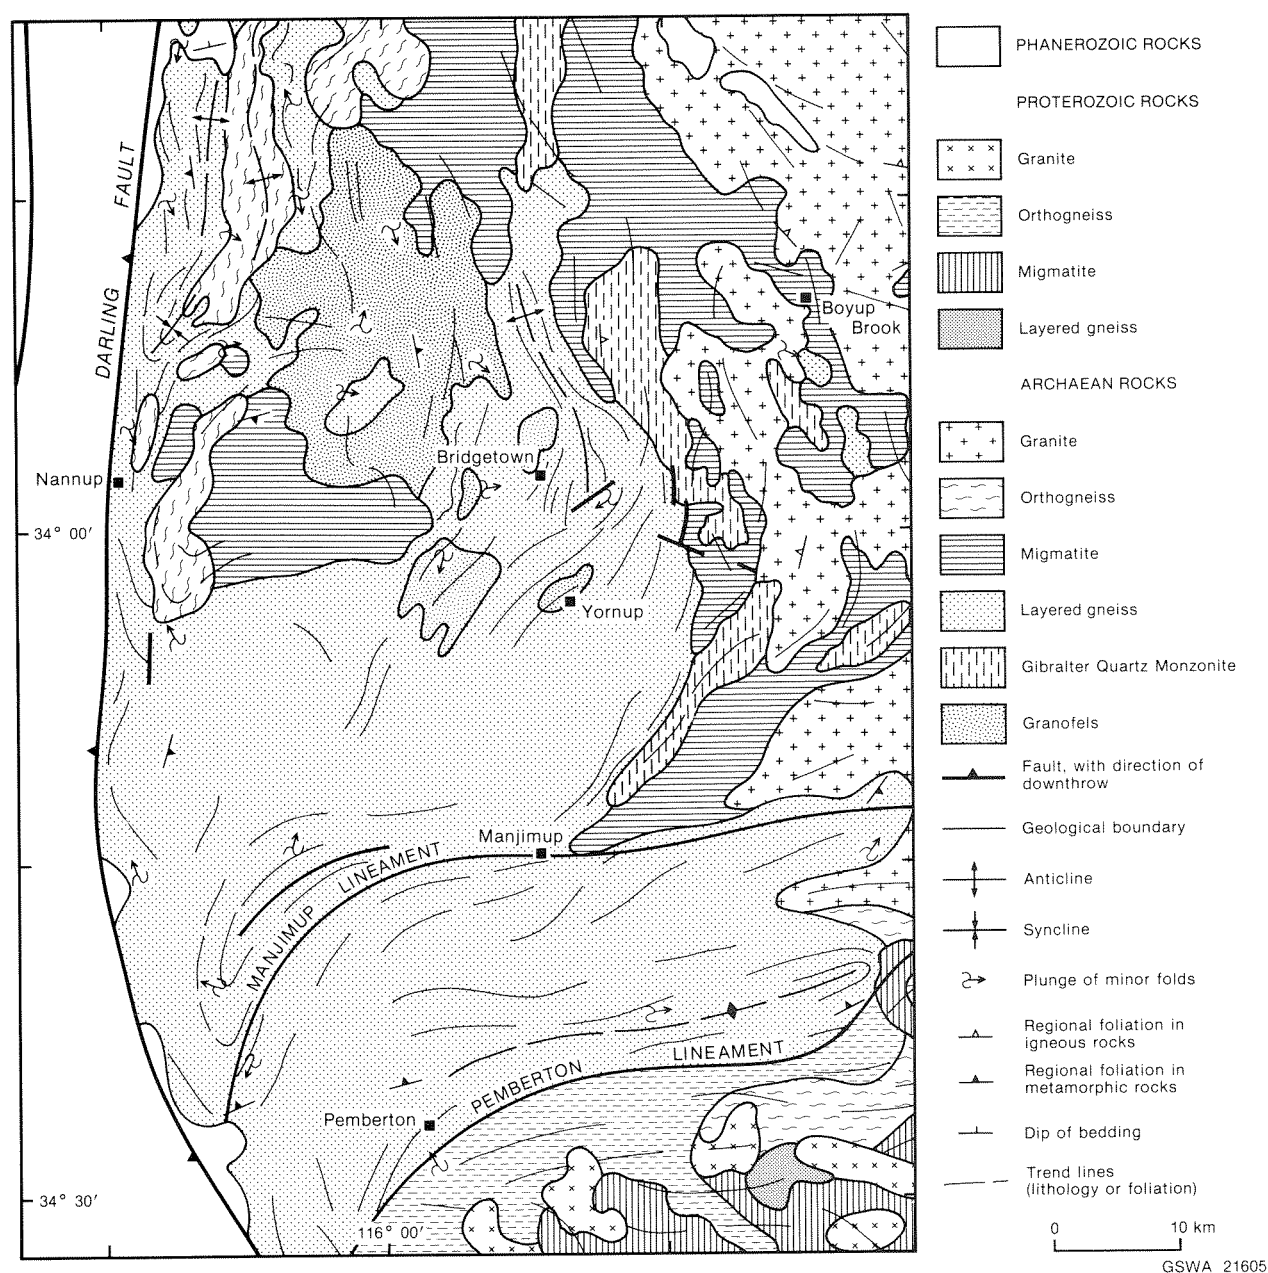 DARLING FAULT
Boyup
Brook
Bridgetown
Nannup
34° 00′
Yornup
Manjimup
MANJIMUP LINEAMENT
PEMBERTON LINEAMENT
Pemberton
34° 30′
116° 00′
PHANEROZOIC ROCKS
PROTEROZOIC ROCKS
Granite
Orthogneiss
Migmatite
Layered gneiss
ARCHAEAN ROCKS
Granite
Orthogneiss
Migmatite
Layered gneiss
Gibralter Quartz Monzonite
Granofels
Fault, with direction of
downthrow
Geological boundary
Anticline
Syncline
Plunge of minor folds
Regional foliation in
igneous rocks
Regional foliation in
metamorphic rocks
Dip of bedding
Trend lines
(lithology or foliation)
0 10 km
GSWA 21605